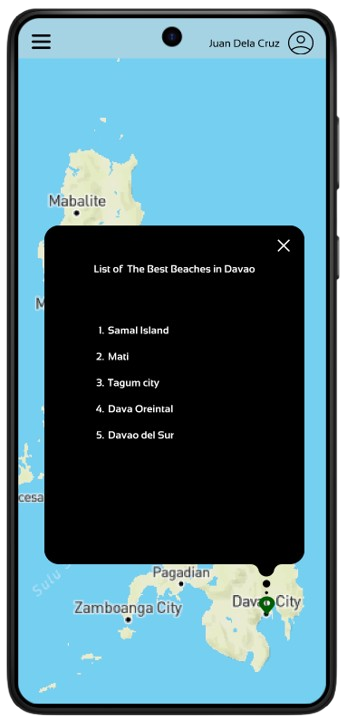 Juan Dela Cruz
Mabalite
List of The Best Beaches in Davao
M
1. Samal Island
2. Mati
3. Tagum city
4. Dava Oreintal
5. Davao del Sur
cesa
Sulu S
Pagadian
Davao City
Zamboanga City